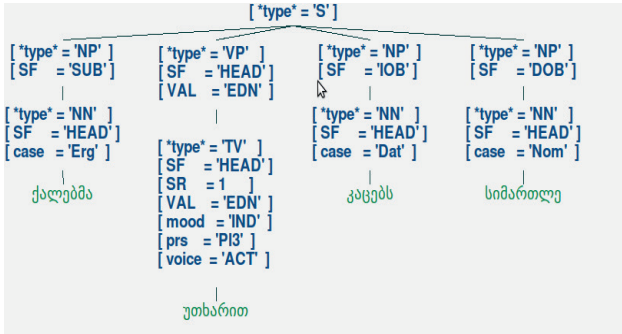 [ *type* = 'S' ]
[ *type* = 'NP' ]
[ SF = 'SUB' ]
[ *type* = 'VP' ]
[ SF = 'HEAD' ]
[ VAL = 'EDN' ]
[ *type* = 'NP' ]
[ SF = 'IOB' ]
[ *type* = 'NP' ]
[ SF = 'DOB' ]
[ *type* = 'NN' ]
[ SF = 'HEAD' ]
[ case = 'Erg' ]
[ *type* = 'TV' ]
[ SF = 'HEAD' ]
[ SR = 1 ]
[ VAL = 'EDN' ]
[ mood = 'IND' ]
[ prs = 'Pl3' ]
[ voice = 'ACT' ]
[ *type* = 'NN' ]
[ SF = 'HEAD' ]
[ case = 'Dat' ]
[ *type* = 'NN' ]
[ SF = 'HEAD' ]
[ case = 'Nom' ]
ქალებმა
უთხარით
კაცებს
სიმართლე